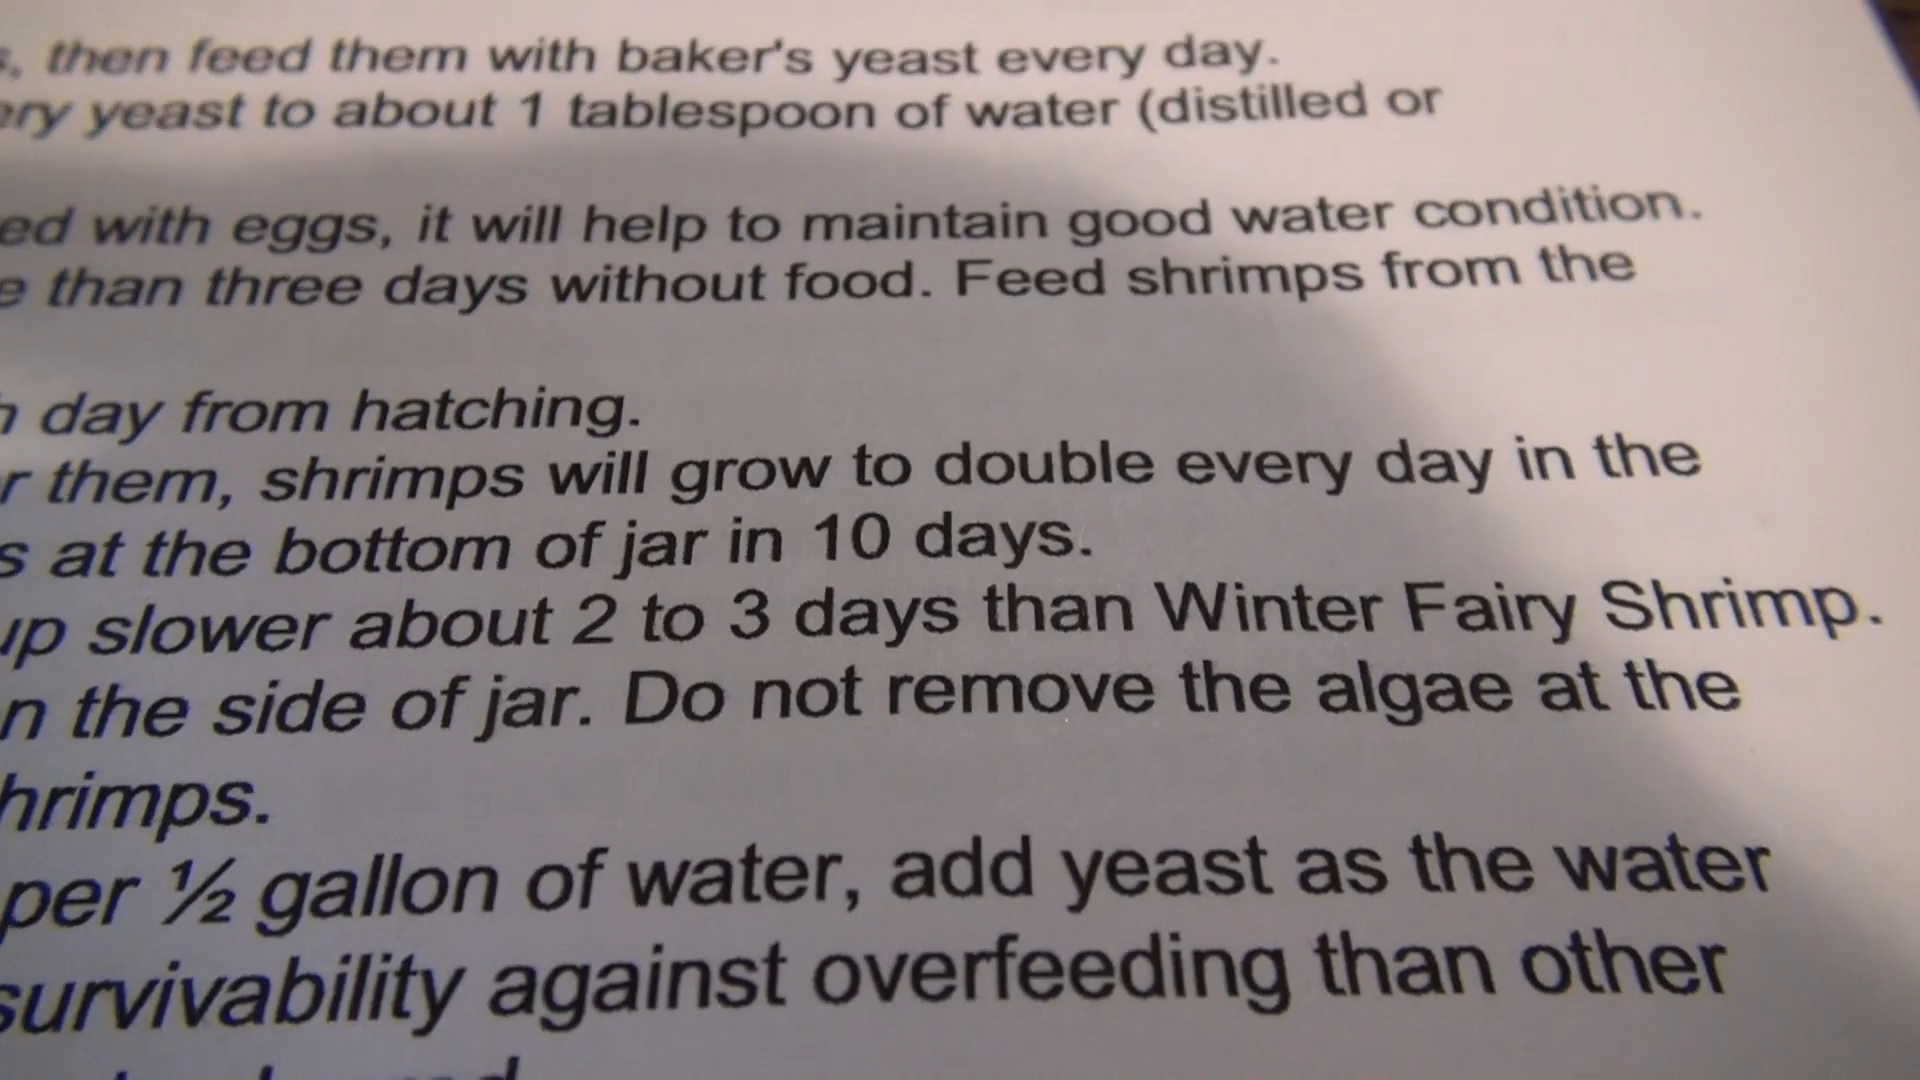 , then feed them with baker's yeast every day.
yeast to about 1 tablespoon of water (distilled or
with eggs, it will help to maintain good water condition.
than three days without food. Feed shrimps from the
day from hatching.
them, shrimps will grow to double every day in the
at the bottom of jar in 10 days.
slower about 2 to 3 days than Winter Fairy Shrimp.
the side of jar. Do not remove the algae at the
hrimps.
per ½ gallon of water, add yeast as the water
survivability against overfeeding than other